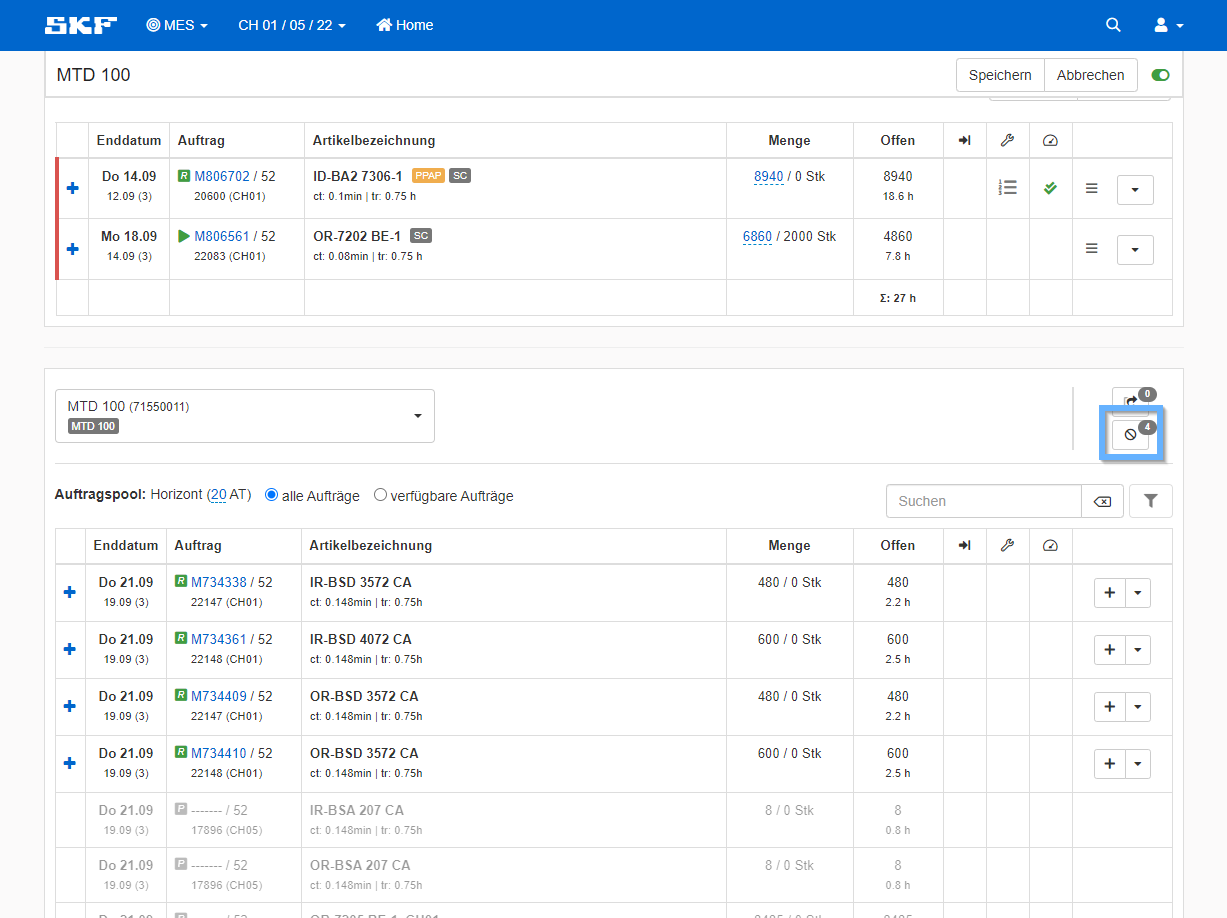 SKF MES CH 01 / 05 / 22 Home
MTD 100 Speichern Abbrechen
Enddatum Auftrag Artikelbezeichnung Menge Offen
Do 14.09 R M806702 / 52 ID-BA2 7306-1 PPAP SC 8940 / 0 Stk 8940
12.09 (3) 20600 (CH01) ct: 0.1min | tr: 0.75 h 18.6 h
Mo 18.09 M806561 / 52 OR-7202 BE-1 SC 6860 / 2000 Stk 4860
14.09 (3) 22083 (CH01) ct: 0.08min | tr: 0.75 h 7.8 h
Σ: 27 h
MTD 100 (71550011) 0
MTD 100 4
Auftragspool: Horizont (20 AT) alle Aufträge verfügbare Aufträge Suchen
Enddatum Auftrag Artikelbezeichnung Menge Offen
Do 21.09 R M734338 / 52 IR-BSD 3572 CA 480 / 0 Stk 480
19.09 (3) 22147 (CH01) ct: 0.148min | tr: 0.75h 2.2 h
Do 21.09 R M734361 / 52 IR-BSD 4072 CA 600 / 0 Stk 600
19.09 (3) 22148 (CH01) ct: 0.148min | tr: 0.75h 2.5 h
Do 21.09 R M734409 / 52 OR-BSD 3572 CA 480 / 0 Stk 480
19.09 (3) 22147 (CH01) ct: 0.148min | tr: 0.75h 2.2 h
Do 21.09 R M734410 / 52 OR-BSD 3572 CA 600 / 0 Stk 600
19.09 (3) 22148 (CH01) ct: 0.148min | tr: 0.75h 2.5 h
Do 21.09 P ------- / 52 IR-BSA 207 CA 8 / 0 Stk 8
19.09 (3) 17896 (CH05) ct: 0.148min | tr: 0.75h 0.8 h
Do 21.09 P ------- / 52 OR-BSA 207 CA 8 / 0 Stk 8
19.09 (3) 17896 (CH05) ct: 0.148min | tr: 0.75h 0.8 h